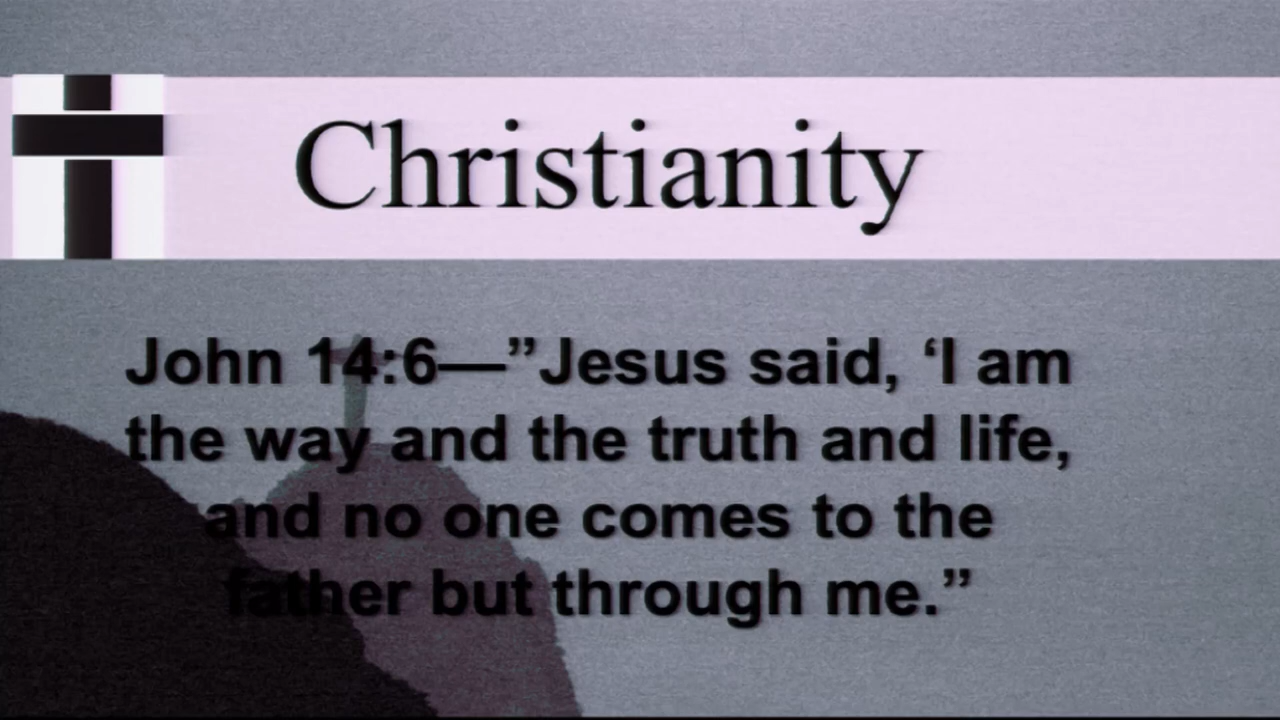 Christianity
John 14:6—”Jesus said, ‘I am
the way and the truth and life,
and no one comes to the
father but through me.”